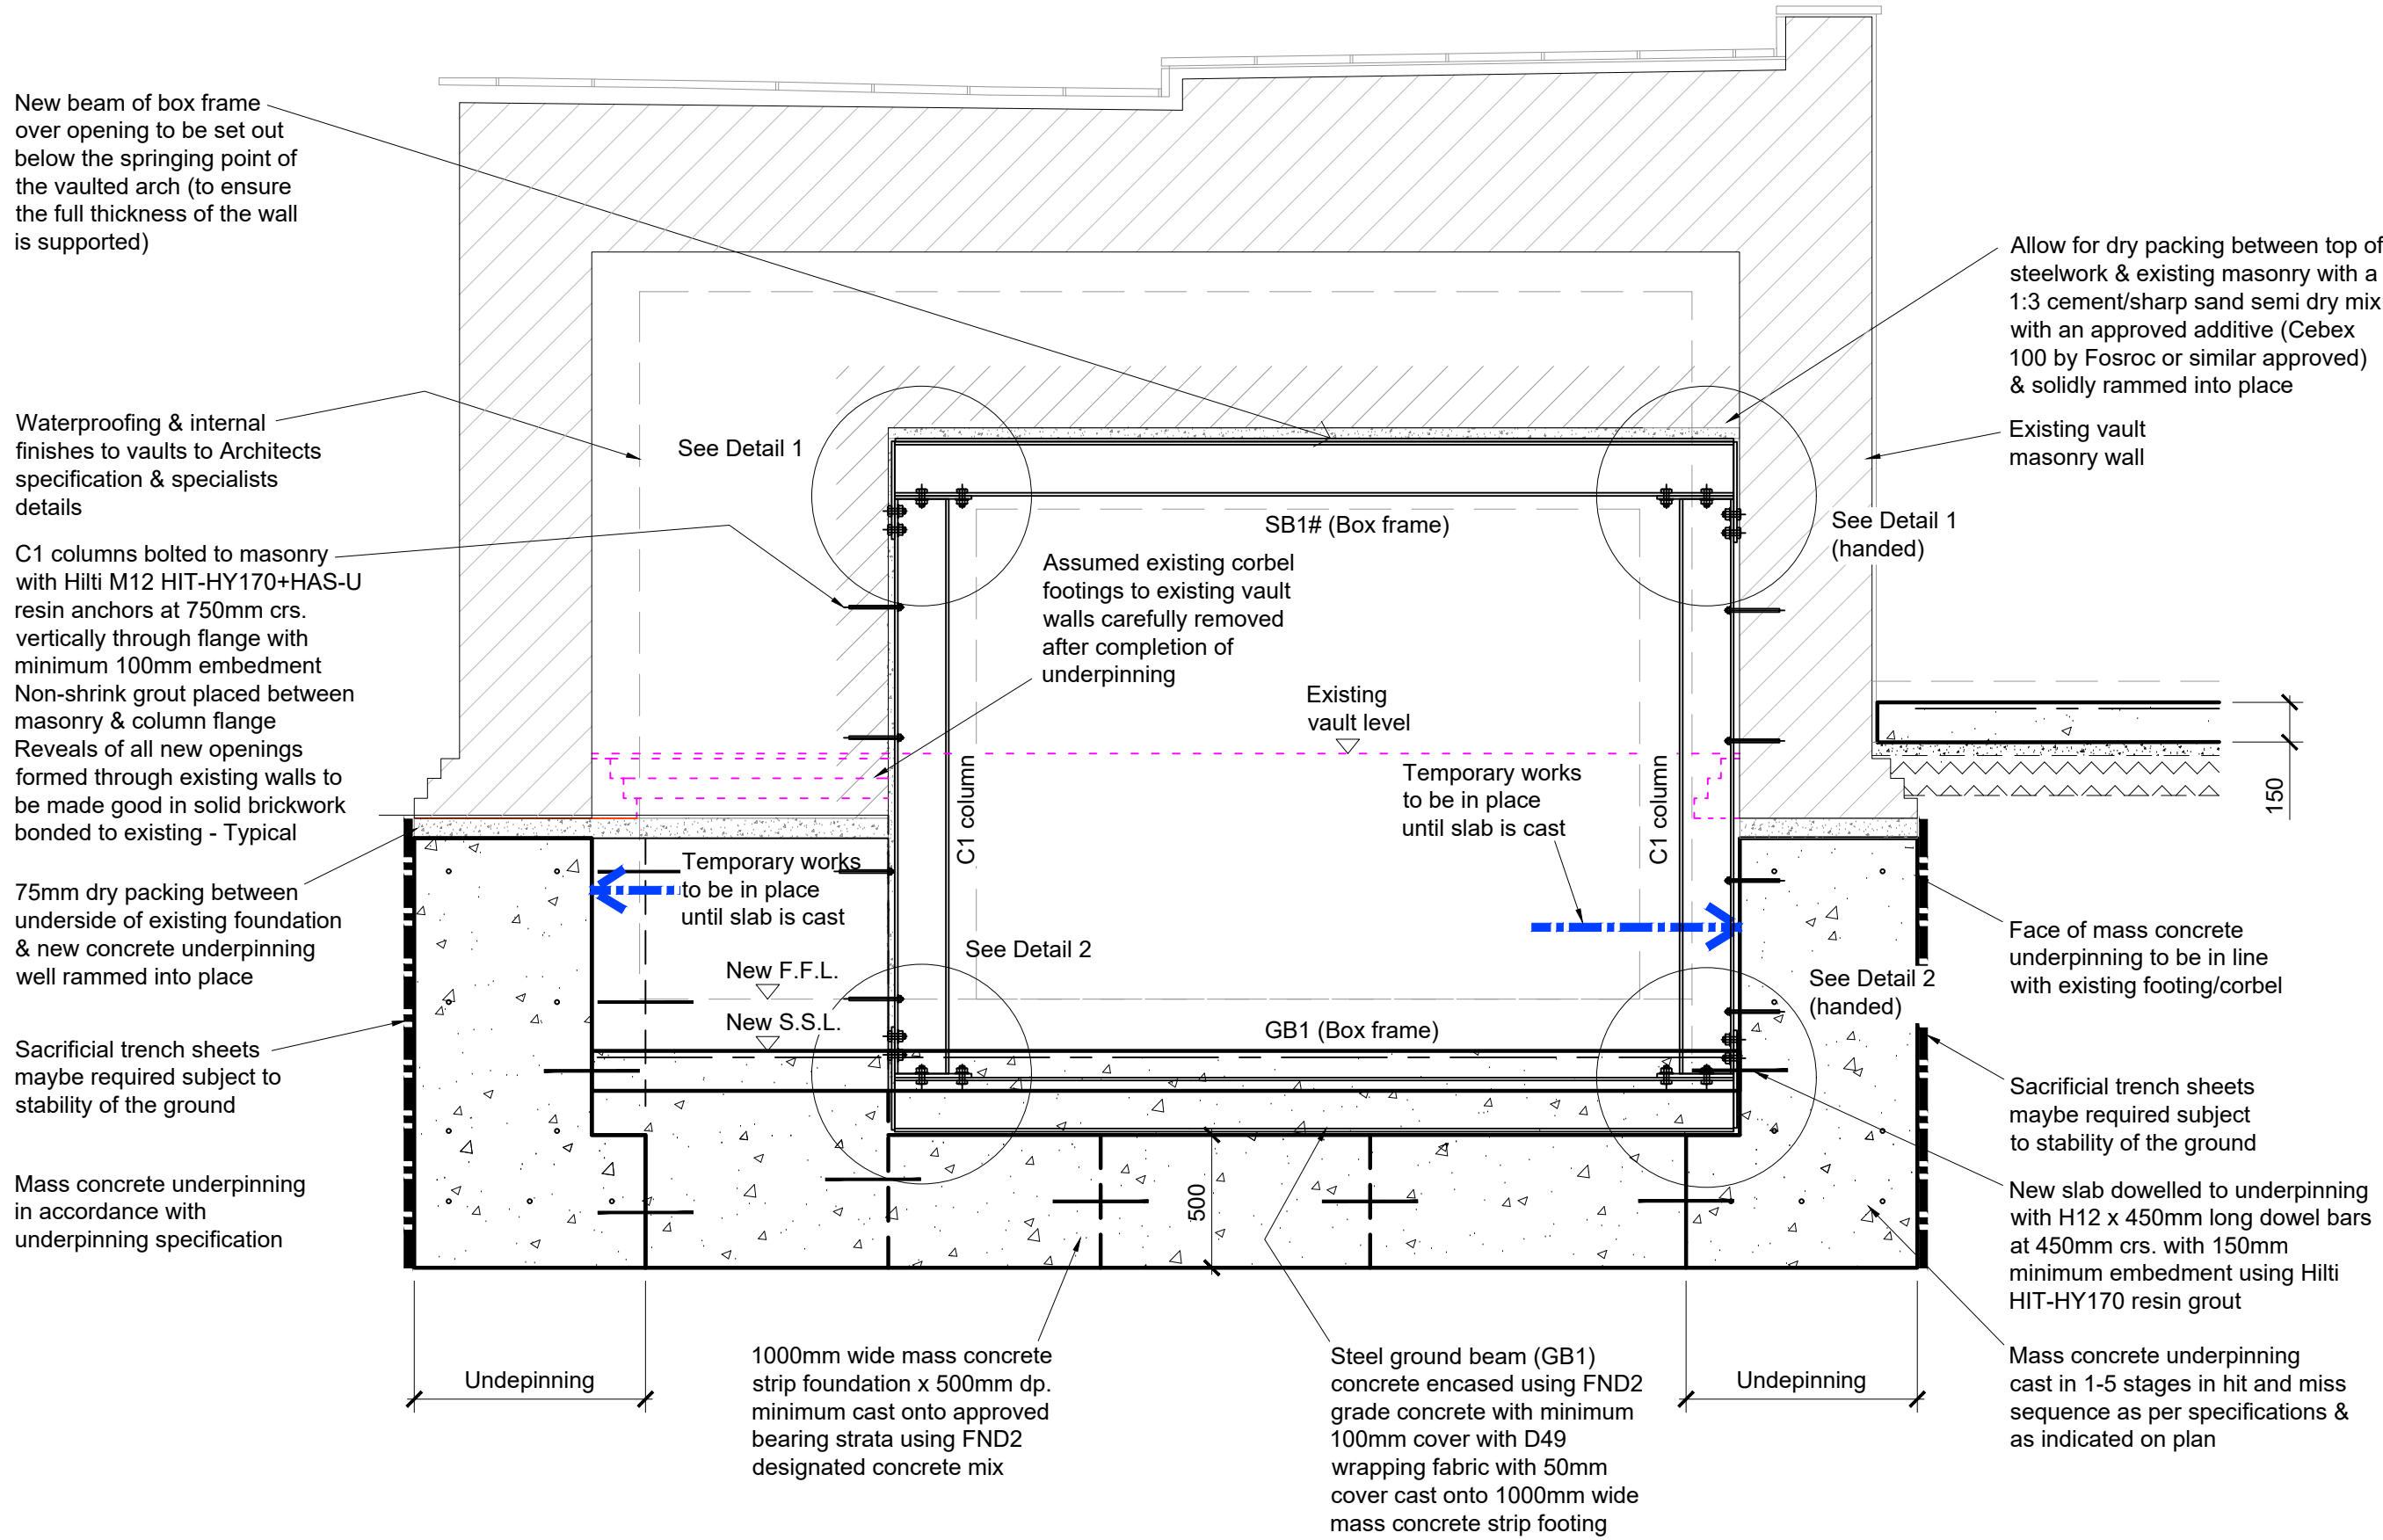 New beam of box frame
over opening to be set out
below the springing point of
the vaulted arch (to ensure
the full thickness of the wall
is supported)
Waterproofing & internal
finishes to vaults to Architects
specification & specialists
details
C1 columns bolted to masonry
with Hilti M12 HIT-HY170+HAS-U
resin anchors at 750mm crs.
vertically through flange with
minimum 100mm embedment
Non-shrink grout placed between
masonry & column flange
Reveals of all new openings
formed through existing walls to
be made good in solid brickwork
bonded to existing - Typical
75mm dry packing between
underside of existing foundation
& new concrete underpinning
well rammed into place
Sacrificial trench sheets
maybe required subject to
stability of the ground
Mass concrete underpinning
in accordance with
underpinning specification
See Detail 1
SB1# (Box frame)
Assumed existing corbel
footings to existing vault
walls carefully removed
after completion of
underpinning
Existing
vault level
Temporary works
to be in place
until slab is cast
C1 column
C1 column
Temporary works
to be in place
until slab is cast
See Detail 2
New F.F.L.
New S.S.L.
GB1 (Box frame)
500
Undepinning
1000mm wide mass concrete
strip foundation x 500mm dp.
minimum cast onto approved
bearing strata using FND2
designated concrete mix
Steel ground beam (GB1)
concrete encased using FND2
grade concrete with minimum
100mm cover with D49
wrapping fabric with 50mm
cover cast onto 1000mm wide
mass concrete strip footing
Undepinning
Allow for dry packing between top of
steelwork & existing masonry with a
1:3 cement/sharp sand semi dry mix
with an approved additive (Cebex
100 by Fosroc or similar approved)
& solidly rammed into place
Existing vault
masonry wall
See Detail 1
(handed)
150
Face of mass concrete
underpinning to be in line
with existing footing/corbel
See Detail 2
(handed)
Sacrificial trench sheets
maybe required subject
to stability of the ground
New slab dowelled to underpinning
with H12 x 450mm long dowel bars
at 450mm crs. with 150mm
minimum embedment using Hilti
HIT-HY170 resin grout
Mass concrete underpinning
cast in 1-5 stages in hit and miss
sequence as per specifications &
as indicated on plan